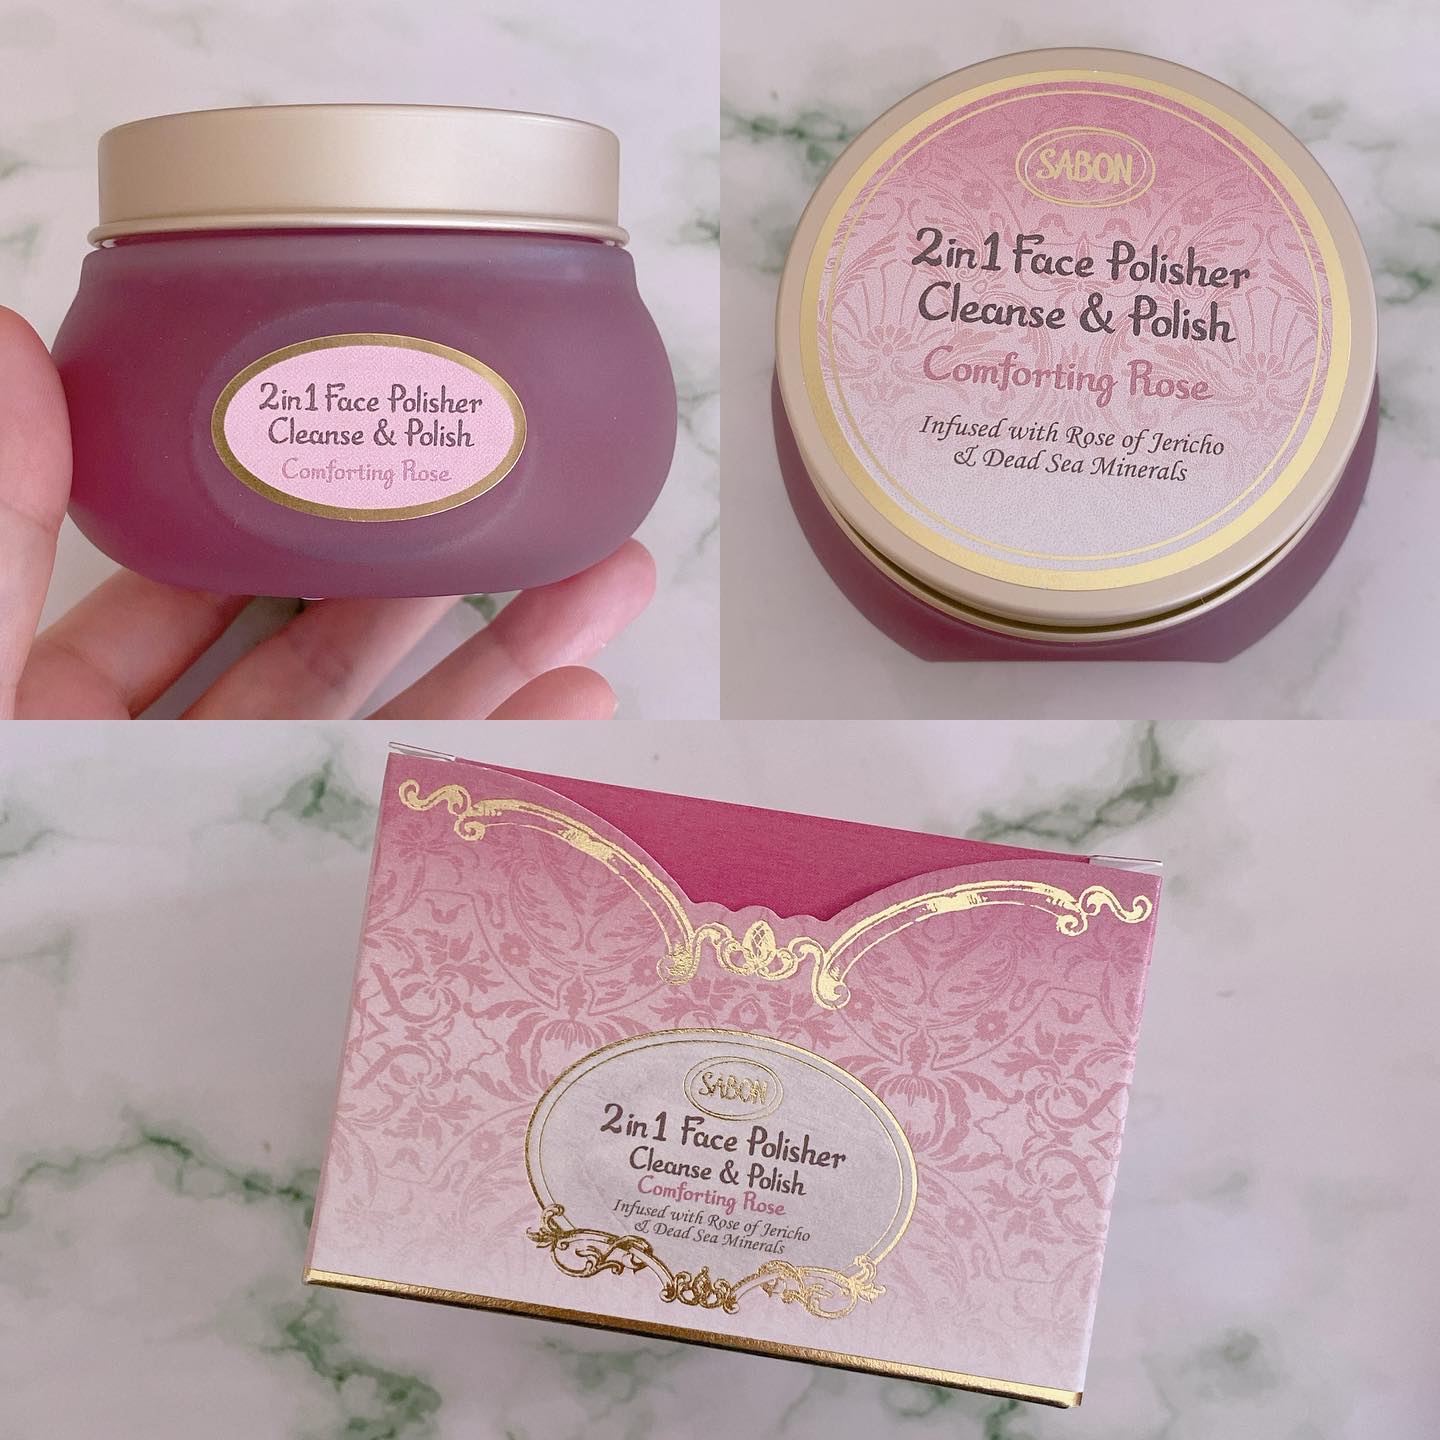 2in1 Face Polisher
Cleanse & Polish
Comforting Rose
SABON
2in1 Face Polisher
Cleanse & Polish
Comforting Rose
Infused with Rose of Jericho
& Dead Sea Minerals
SABON
2in1 Face Polisher
Cleanse & Polish
Comforting Rose
Infused with Rose of Jericho
& Dead Sea Minerals